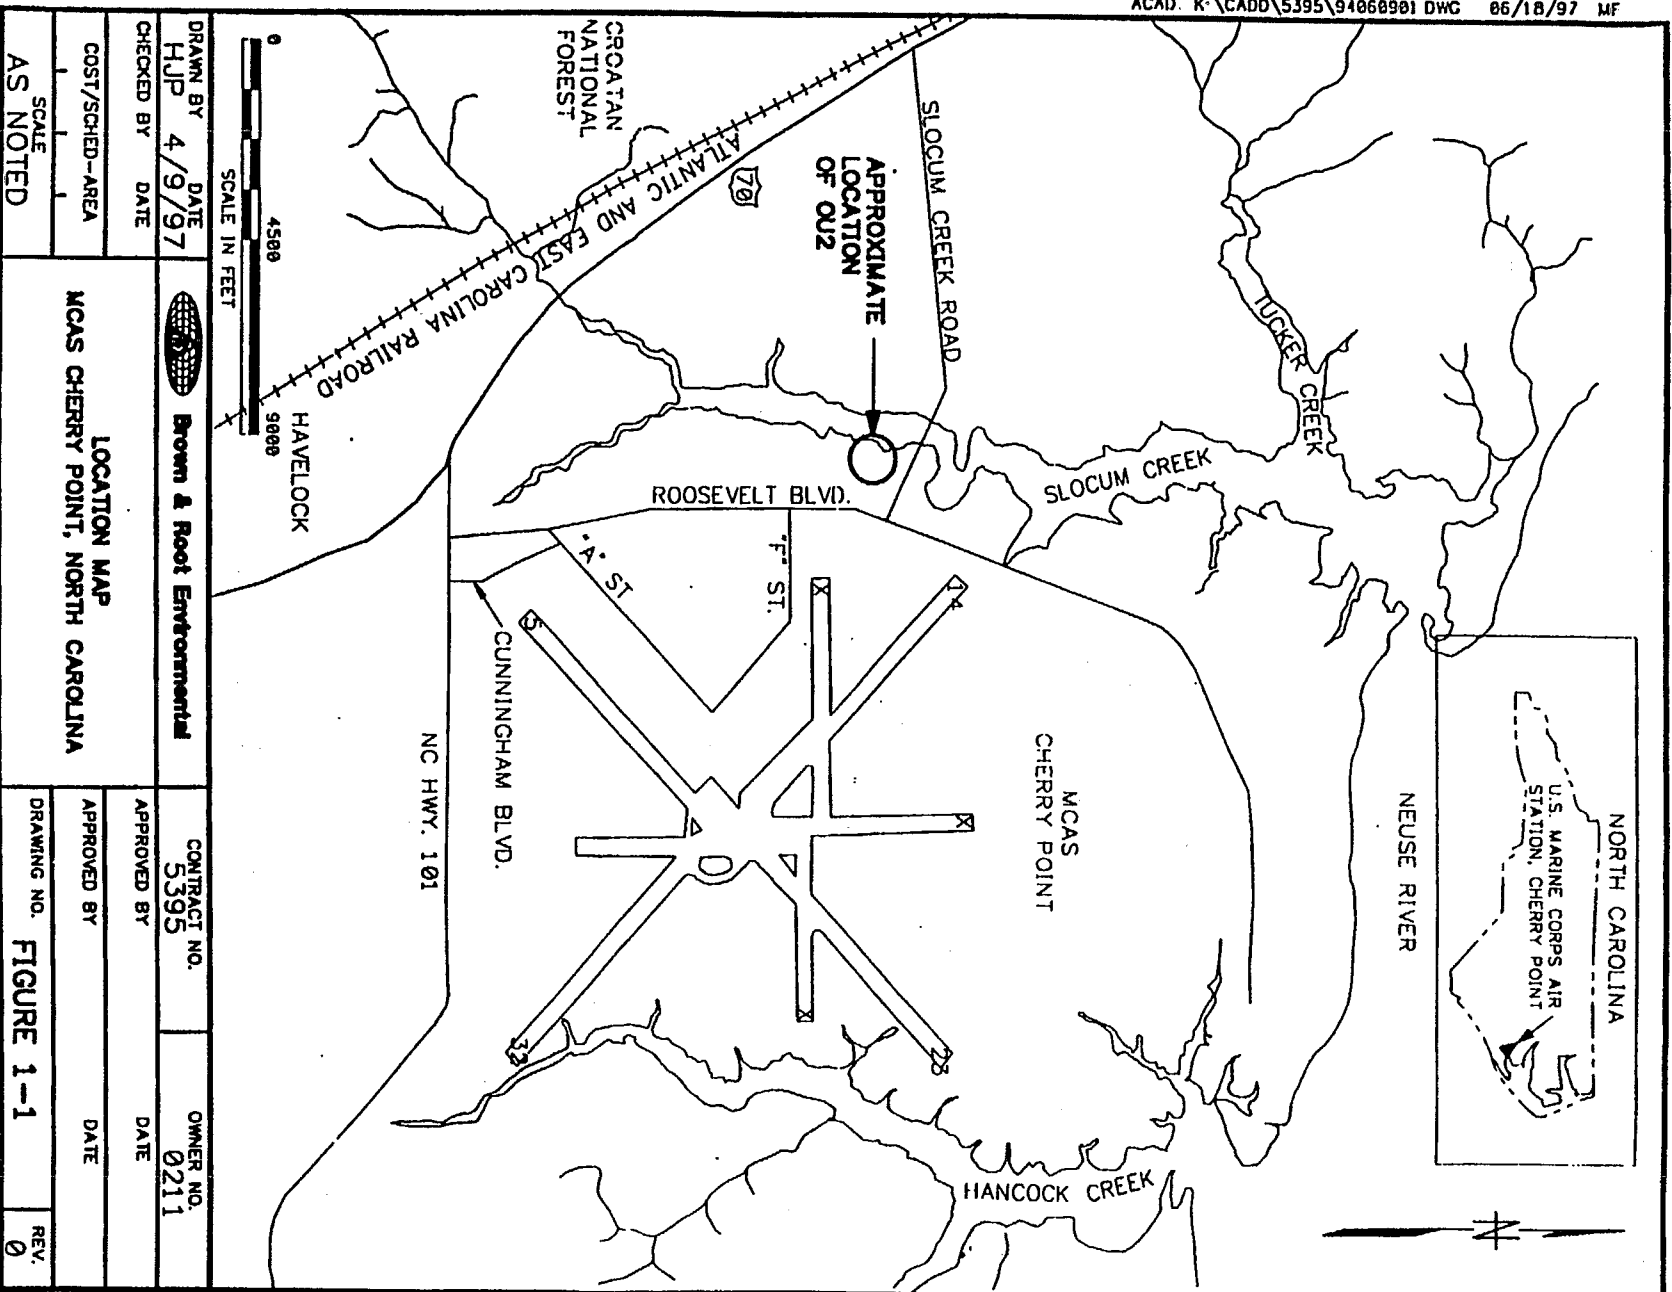 ACAD: K:\CADD\5395\94060901 DWG 06/18/97 MF
NORTH CAROLINA
U.S. MARINE CORPS AIR
STATION, CHERRY POINT
NEUSE RIVER
TUCKER CREEK
SLOCUM CREEK
SLOCUM CREEK ROAD
APPROXIMATE
LOCATION
OF OU2
70
CROATAN
NATIONAL
FOREST
ATLANTIC AND EAST CAROLINA RAILROAD
HAVELOCK
ROOSEVELT BLVD.
"A" ST
"F" ST.
CUNNINGHAM BLVD.
NC HWY. 101
MCAS
CHERRY POINT
HANCOCK CREEK
14
X
5
X
X
32
N
0 4500 9000
SCALE IN FEET
DRAWN BY DATE
HJP 4/9/97
CHECKED BY DATE
COST/SCHED-AREA
SCALE
AS NOTED
Brown & Root Environmental
LOCATION MAP
MCAS CHERRY POINT, NORTH CAROLINA
CONTRACT NO.
5395
OWNER NO.
0211
APPROVED BY DATE
APPROVED BY DATE
DRAWING NO.
FIGURE 1-1
REV.
0